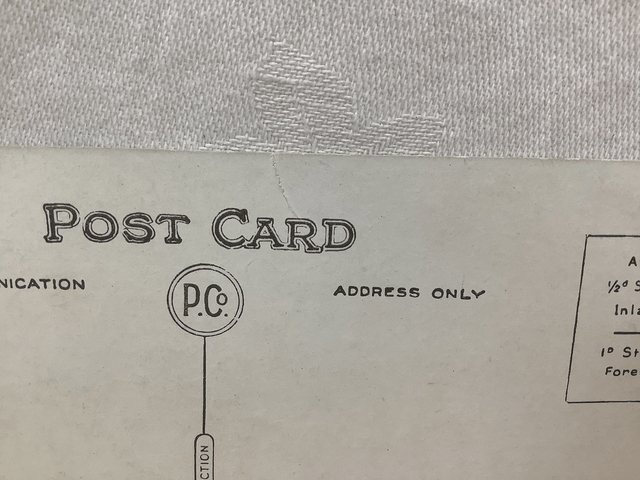 POST CARD
NICATION
P.Co
ADDRESS ONLY
A
½d S
Inla
1d St
Fore
CTION